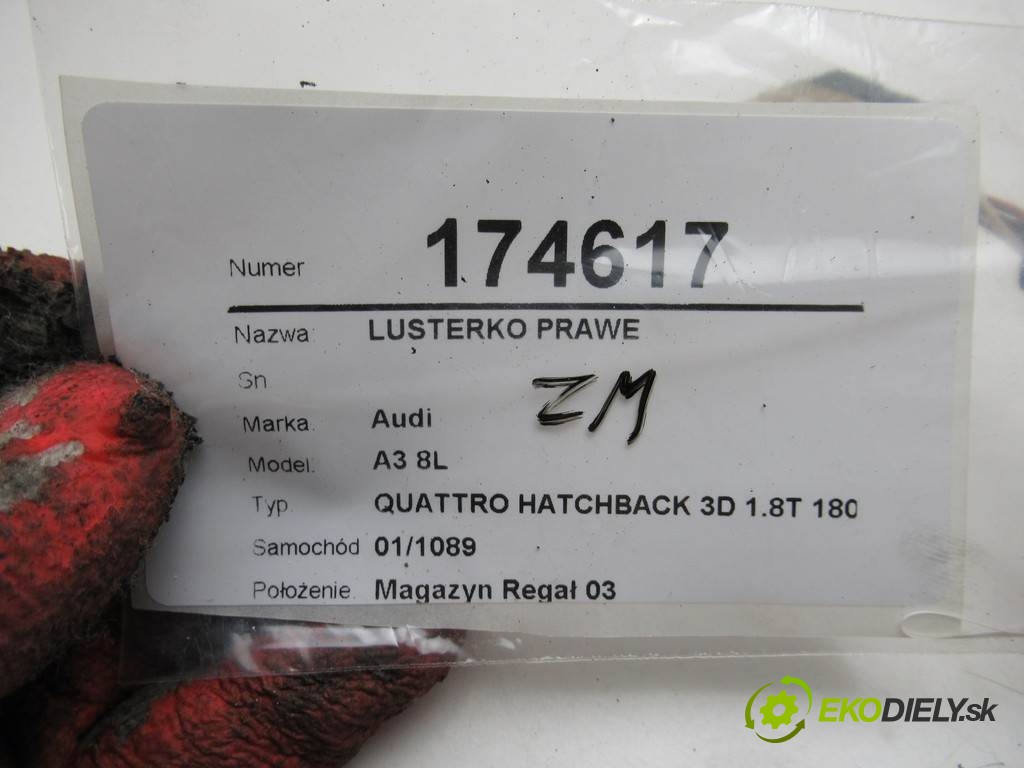 Numer 174617
Nazwa: LUSTERKO PRAWE
Sn
ZM
Marka: Audi
Model: A3 8L
Typ QUATTRO HATCHBACK 3D 1.8T 180
Samochód 01/1089
Położenie: Magazyn Regał 03
EKODIELY.sk